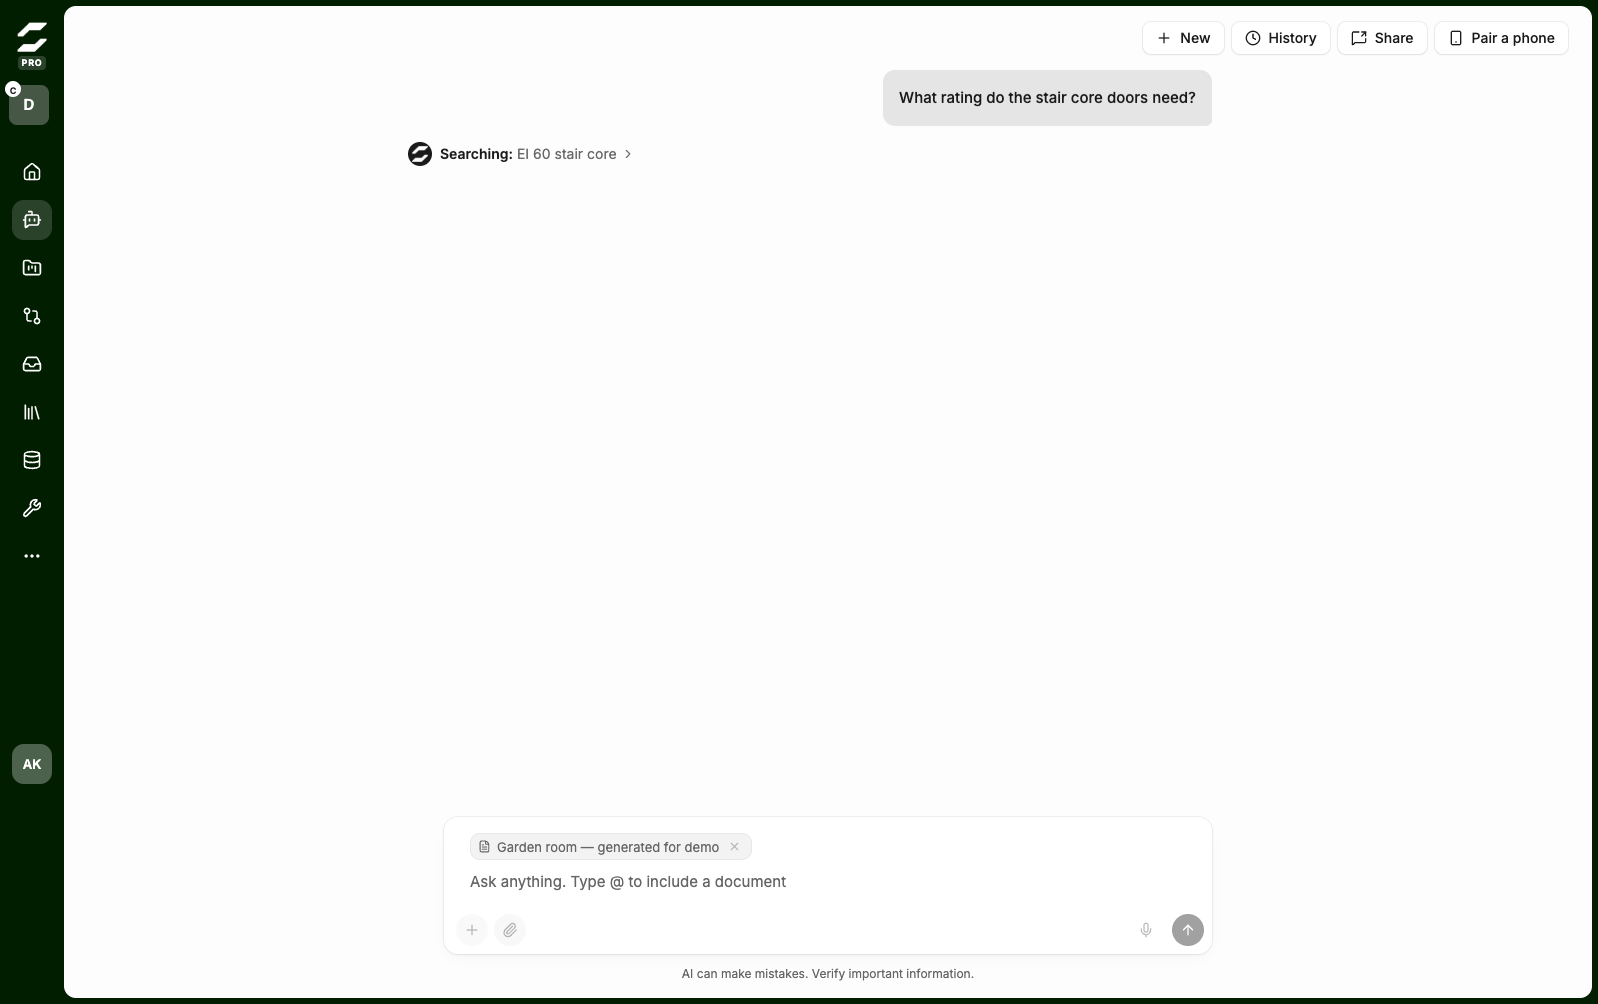 PRO
C
D
New
History
Share
Pair a phone
What rating do the stair core doors need?
Searching: EI 60 stair core
AK
Garden room — generated for demo
Ask anything. Type @ to include a document
AI can make mistakes. Verify important information.